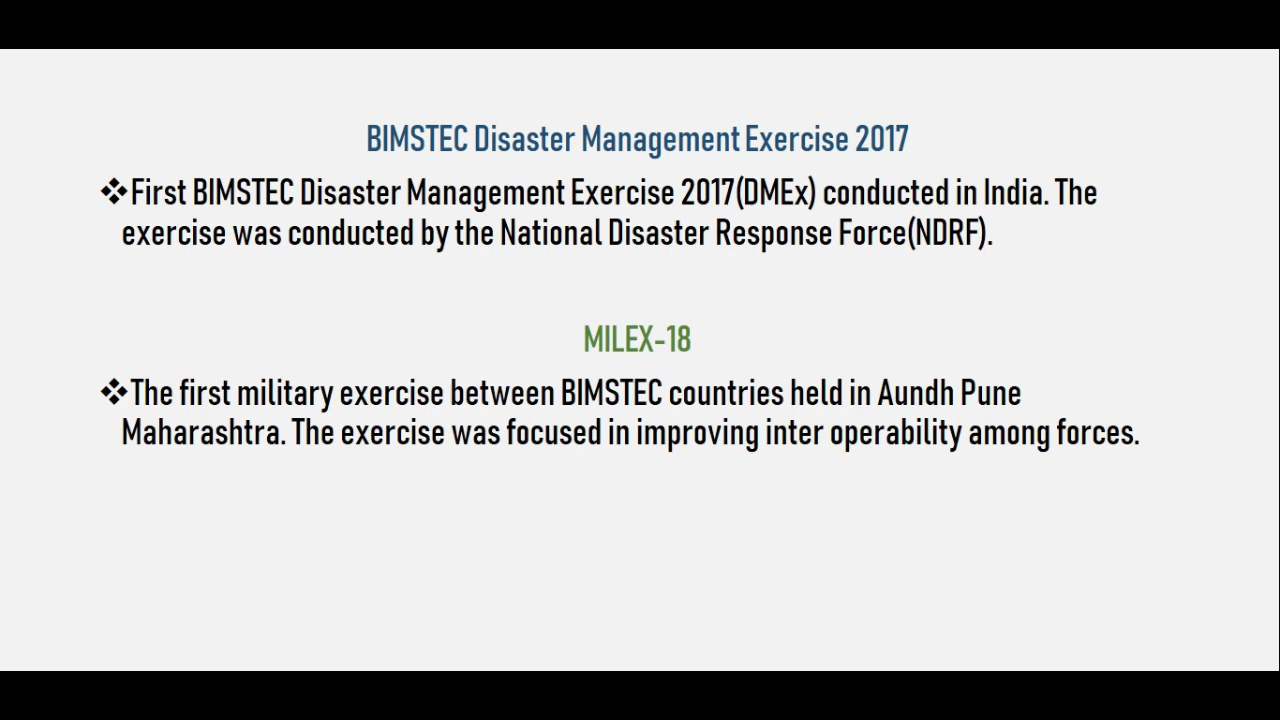 BIMSTEC Disaster Management Exercise 2017
❖First BIMSTEC Disaster Management Exercise 2017(DMEx) conducted in India. The
exercise was conducted by the National Disaster Response Force(NDRF).
MILEX-18
❖The first military exercise between BIMSTEC countries held in Aundh Pune
Maharashtra. The exercise was focused in improving inter operability among forces.